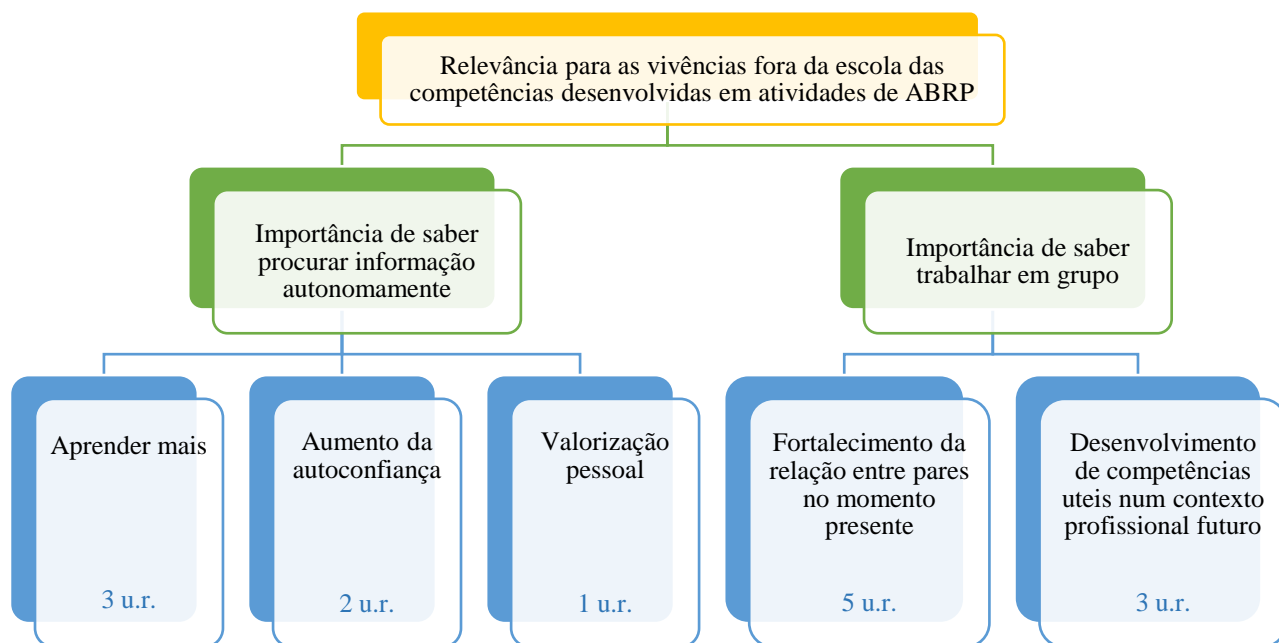 Relevância para as vivências fora da escola das
competências desenvolvidas em atividades de ABRP
Importância de saber
procurar informação
autonomamente
Importância de saber
trabalhar em grupo
Aprender mais
3 u.r.
Aumento da
autoconfiança
2 u.r.
Valorização
pessoal
1 u.r.
Fortalecimento da
relação entre pares
no momento
presente
5 u.r.
Desenvolvimento
de competências
uteis num contexto
profissional futuro
3 u.r.